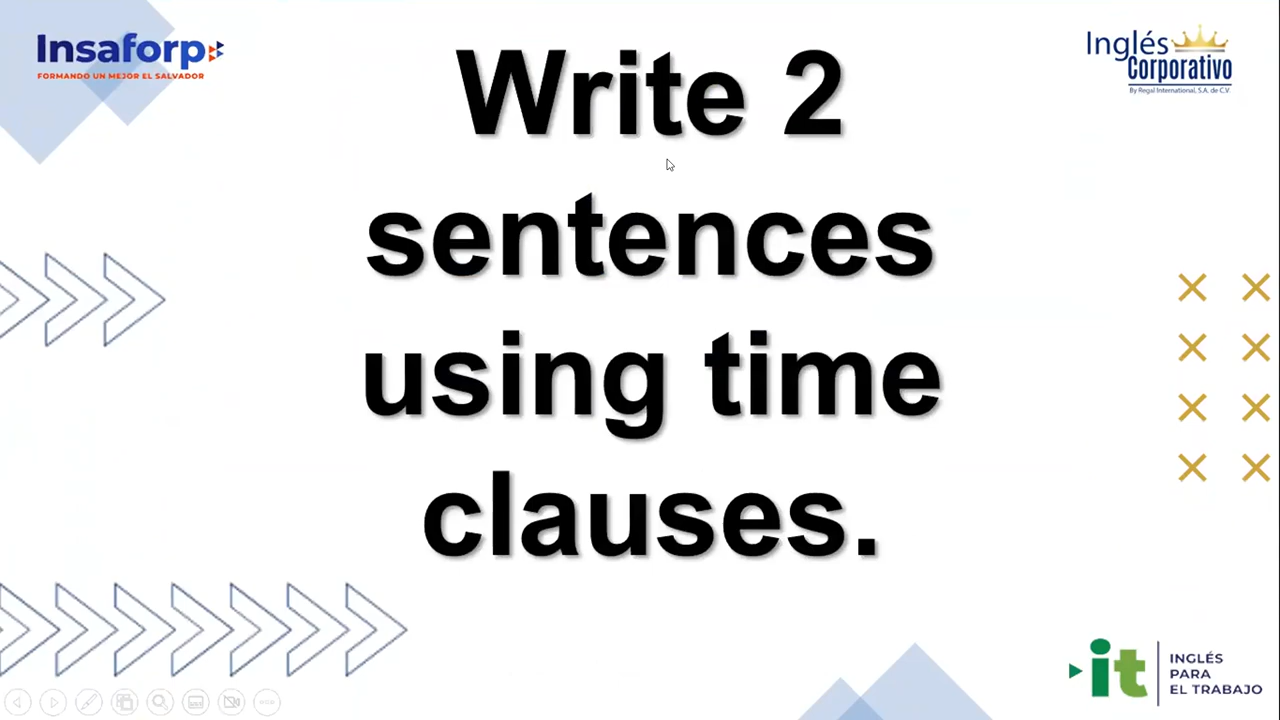 Insaforp
FORMANDO UN MEJOR EL SALVADOR
Inglés
Corporativo
By Regal International, S.A. de C.V.
Write 2
sentences
using time
clauses.
it
INGLÉS
PARA
EL TRABAJO